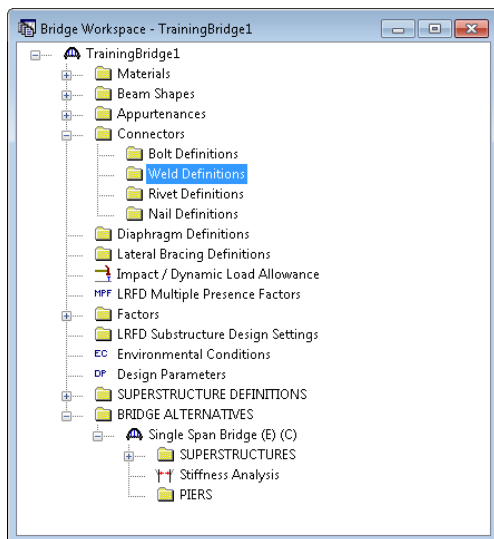 Bridge Workspace - TrainingBridge1
TrainingBridge1
Materials
Beam Shapes
Appurtenances
Connectors
Bolt Definitions
Weld Definitions
Rivet Definitions
Nail Definitions
Diaphragm Definitions
Lateral Bracing Definitions
Impact / Dynamic Load Allowance
MPF LRFD Multiple Presence Factors
Factors
LRFD Substructure Design Settings
EC Environmental Conditions
DP Design Parameters
SUPERSTRUCTURE DEFINITIONS
BRIDGE ALTERNATIVES
Single Span Bridge (E) (C)
SUPERSTRUCTURES
Stiffness Analysis
PIERS